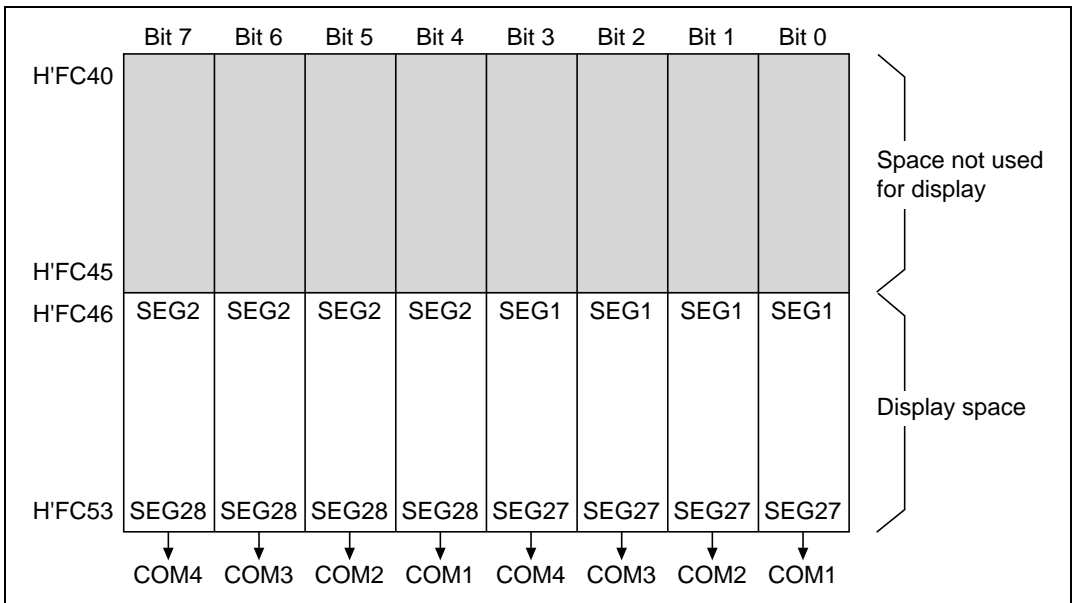 Bit 7 Bit 6 Bit 5 Bit 4 Bit 3 Bit 2 Bit 1 Bit 0
H'FC40
Space not used
for display
H'FC45
H'FC46 SEG2 SEG2 SEG2 SEG2 SEG1 SEG1 SEG1 SEG1
Display space
H'FC53 SEG28 SEG28 SEG28 SEG28 SEG27 SEG27 SEG27 SEG27
COM4 COM3 COM2 COM1 COM4 COM3 COM2 COM1